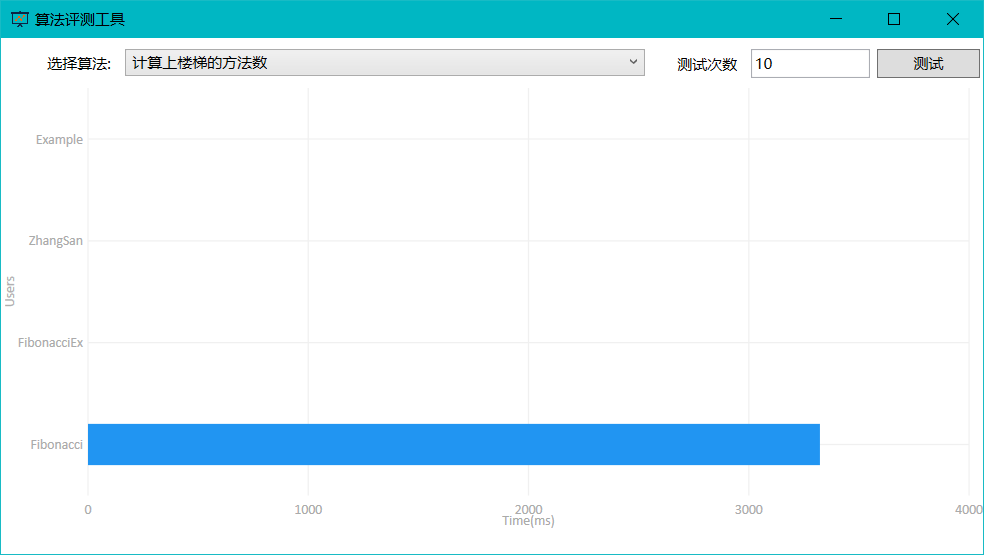 算法评测工具
选择算法: 计算上楼梯的方法数 测试次数 10 测试
Example
ZhangSan
Users
FibonacciEx
Fibonacci
0 1000 2000 3000 4000
Time(ms)